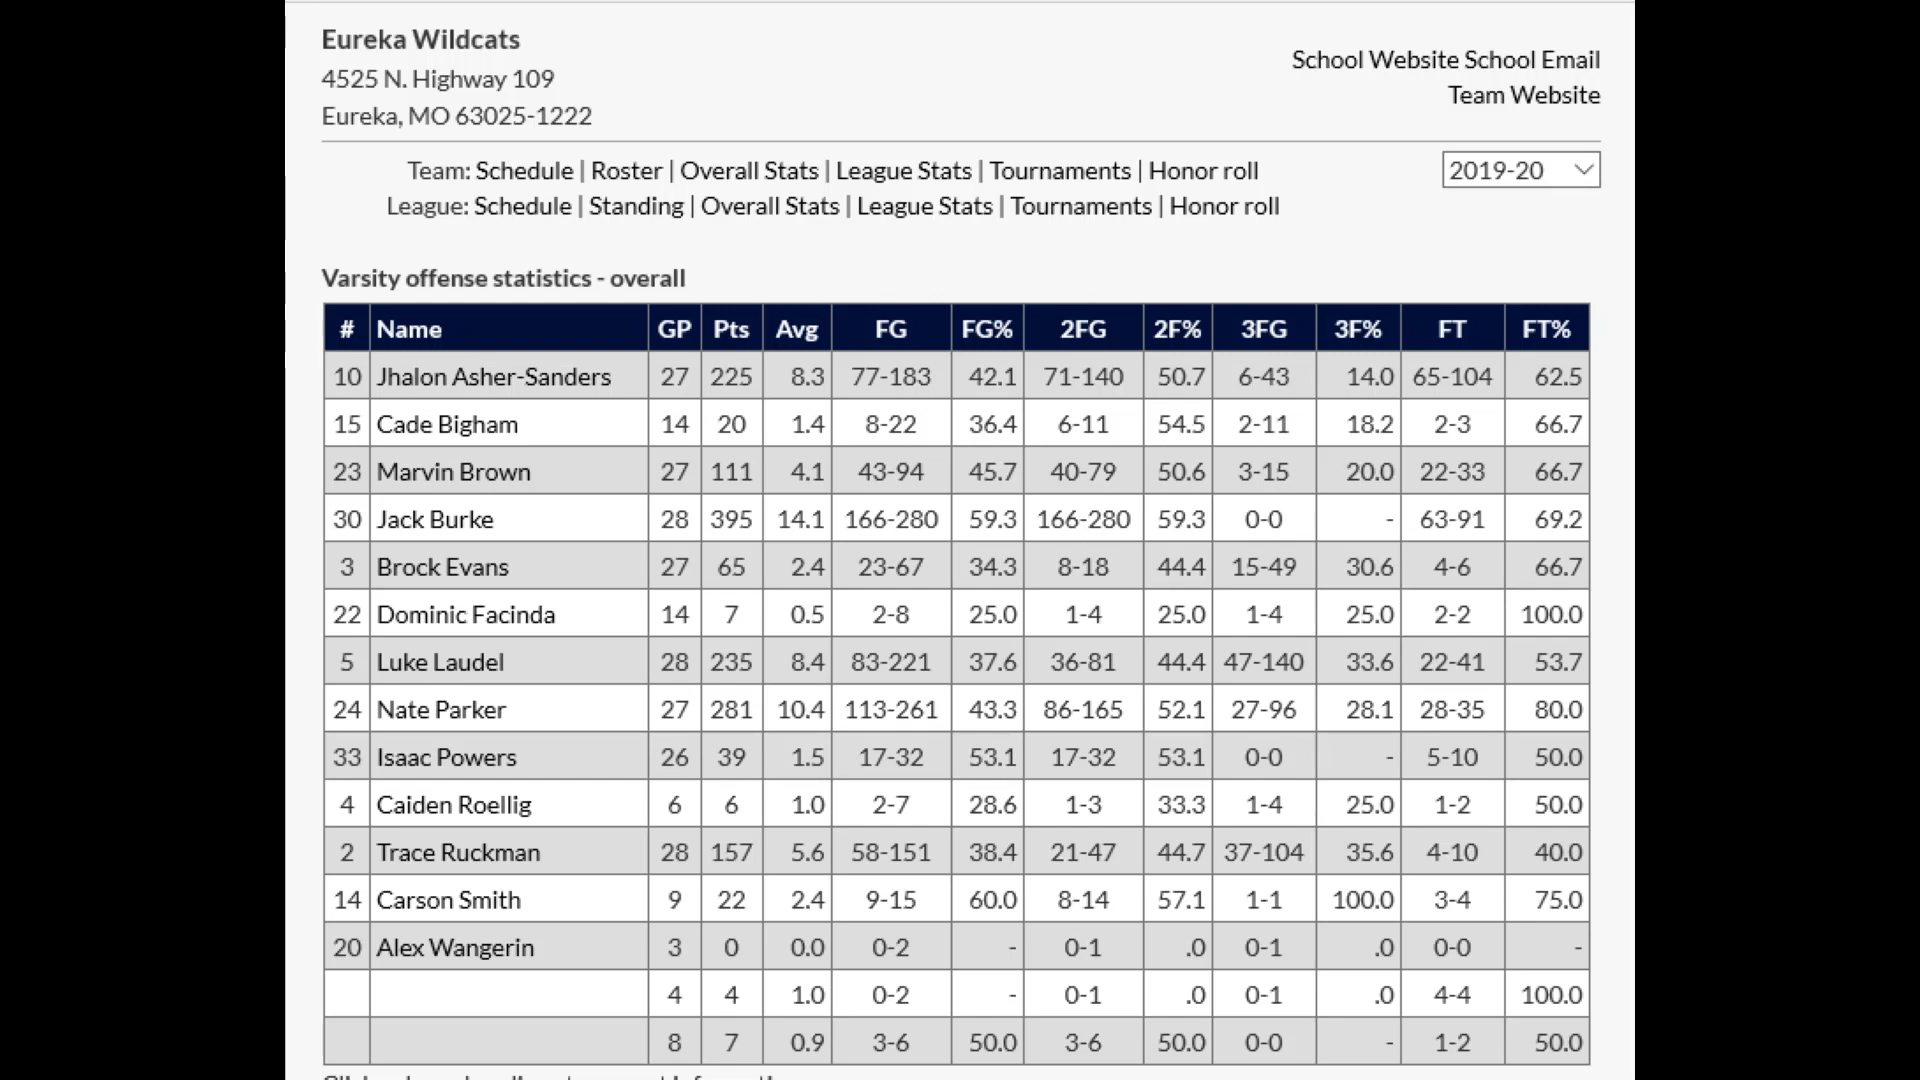 Eureka Wildcats
4525 N. Highway 109
Eureka, MO 63025-1222
School Website School Email
Team Website
Team: Schedule | Roster | Overall Stats | League Stats | Tournaments | Honor roll
2019-20
League: Schedule | Standing | Overall Stats | League Stats | Tournaments | Honor roll
Varsity offense statistics - overall
# Name GP Pts Avg FG FG% 2FG 2F% 3FG 3F% FT FT%
10 Jhalon Asher-Sanders 27 225 8.3 77-183 42.1 71-140 50.7 6-43 14.0 65-104 62.5
15 Cade Bigham 14 20 1.4 8-22 36.4 6-11 54.5 2-11 18.2 2-3 66.7
23 Marvin Brown 27 111 4.1 43-94 45.7 40-79 50.6 3-15 20.0 22-33 66.7
30 Jack Burke 28 395 14.1 166-280 59.3 166-280 59.3 0-0 - 63-91 69.2
3 Brock Evans 27 65 2.4 23-67 34.3 8-18 44.4 15-49 30.6 4-6 66.7
22 Dominic Facinda 14 7 0.5 2-8 25.0 1-4 25.0 1-4 25.0 2-2 100.0
5 Luke Laudel 28 235 8.4 83-221 37.6 36-81 44.4 47-140 33.6 22-41 53.7
24 Nate Parker 27 281 10.4 113-261 43.3 86-165 52.1 27-96 28.1 28-35 80.0
33 Isaac Powers 26 39 1.5 17-32 53.1 17-32 53.1 0-0 - 5-10 50.0
4 Caiden Roellig 6 6 1.0 2-7 28.6 1-3 33.3 1-4 25.0 1-2 50.0
2 Trace Ruckman 28 157 5.6 58-151 38.4 21-47 44.7 37-104 35.6 4-10 40.0
14 Carson Smith 9 22 2.4 9-15 60.0 8-14 57.1 1-1 100.0 3-4 75.0
20 Alex Wangerin 3 0 0.0 0-2 - 0-1 .0 0-1 .0 0-0 -
4 4 1.0 0-2 - 0-1 .0 0-1 .0 4-4 100.0
8 7 0.9 3-6 50.0 3-6 50.0 0-0 - 1-2 50.0